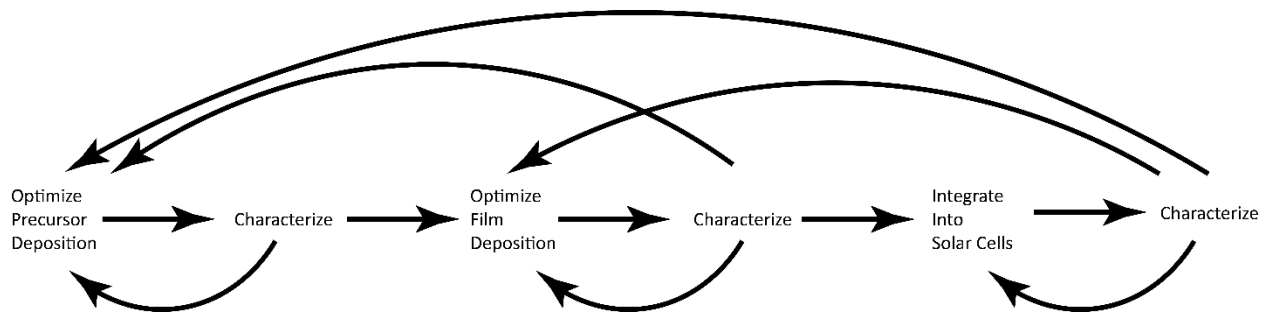 Optimize
Precursor
Deposition
Characterize
Optimize
Film
Deposition
Characterize
Integrate
Into
Solar Cells
Characterize